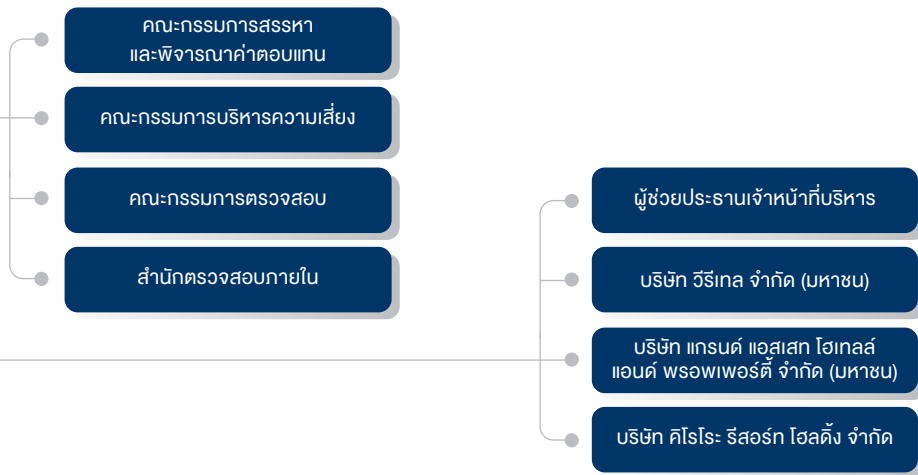 คณะกรรมการสรรหา
และพิจารณาค่าตอบแทน
คณะกรรมการบริหารความเสี่ยง
คณะกรรมการตรวจสอบ
สำนักตรวจสอบภายใน
ผู้ช่วยประธานเจ้าหน้าที่บริหาร
บริษัท วีรีเทล จำกัด (มหาชน)
บริษัท แกรนด์ แอสเสท โฮเทลล์
แอนด์ พรอพเพอร์ตี้ จำกัด (มหาชน)
บริษัท คิโรโระ รีสอร์ท โฮลดิ้ง จำกัด